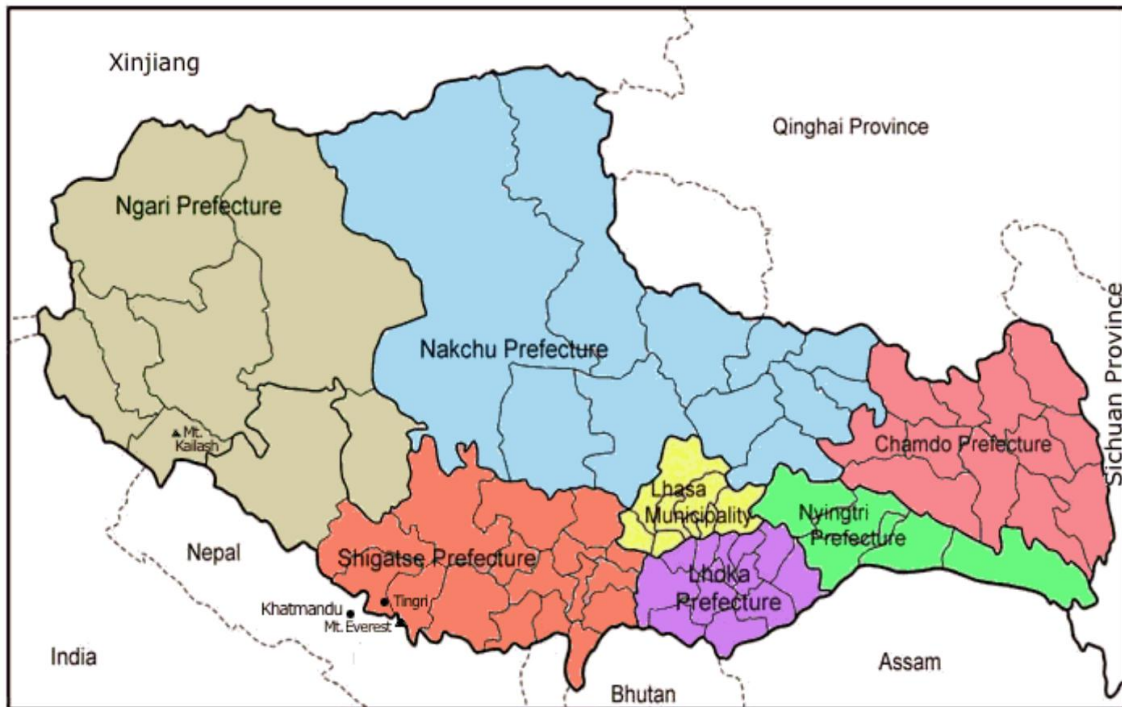 Xinjiang
Qinghai Province
Ngari Prefecture
Sichuan Province
Nakchu Prefecture
Mt.
Kailash
Chamdo Prefecture
Lhasa
Municipality
Nyingtri
Prefecture
Nepal
Shigatse Prefecture
Lhoka
Prefecture
Tingri
Khatmandu
Mt. Everest
India
Assam
Bhutan